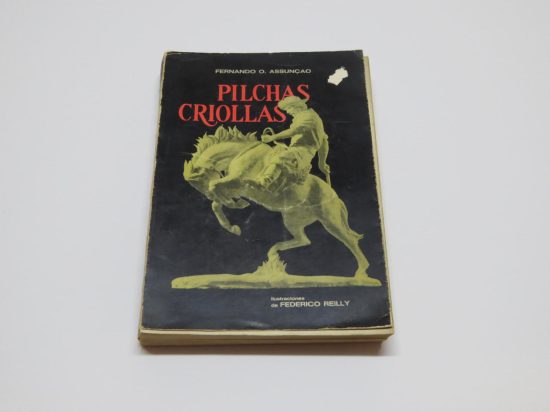 FERNANDO O. ASSUNÇAO
PILCHAS
CRIOLLAS
Ilustraciones
de FEDERICO REILLY